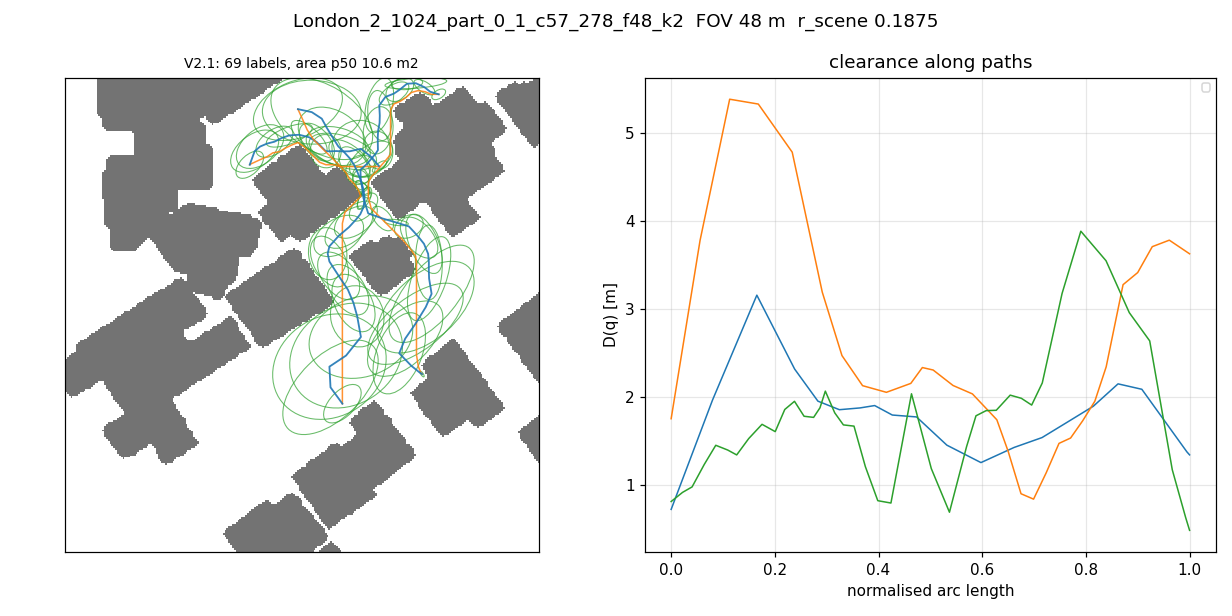 London_2_1024_part_0_1_c57_278_f48_k2  FOV 48 m  r_scene 0.1875
V2.1: 69 labels, area p50 10.6 m2
clearance along paths
D(q) [m]
5
4
3
2
1
0.0 0.2 0.4 0.6 0.8 1.0
normalised arc length